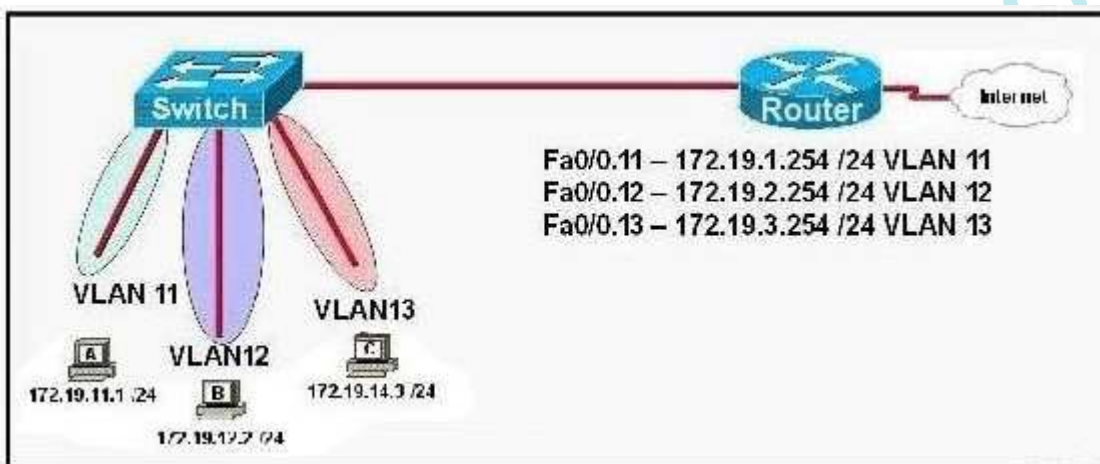 Switch
Router
Internet
Fa0/0.11 – 172.19.1.254 /24 VLAN 11
Fa0/0.12 – 172.19.2.254 /24 VLAN 12
Fa0/0.13 – 172.19.3.254 /24 VLAN 13
VLAN 11
VLAN12
VLAN13
A
172.19.11.1 /24
B
172.19.12.2 /24
C
172.19.14.3 /24